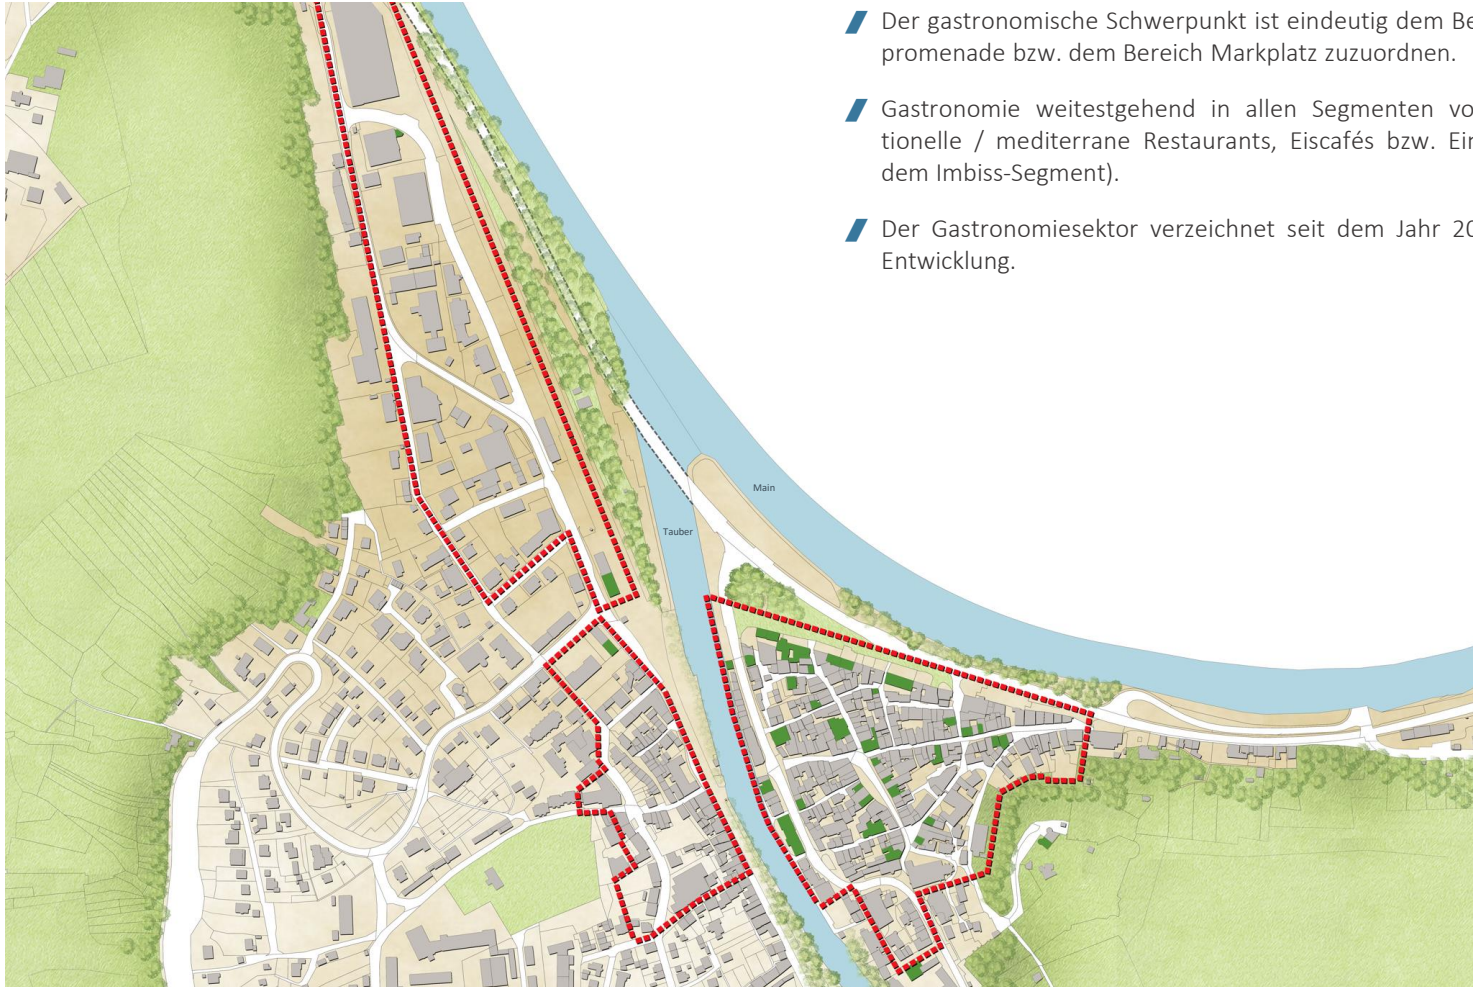 Der gastronomische Schwerpunkt ist eindeutig dem Be
promenade bzw. dem Bereich Markplatz zuzuordnen.
Gastronomie weitestgehend in allen Segmenten vo
tionelle / mediterrane Restaurants, Eiscafés bzw. Ein
dem Imbiss-Segment).
Der Gastronomiesektor verzeichnet seit dem Jahr 20
Entwicklung.
Main
Tauber